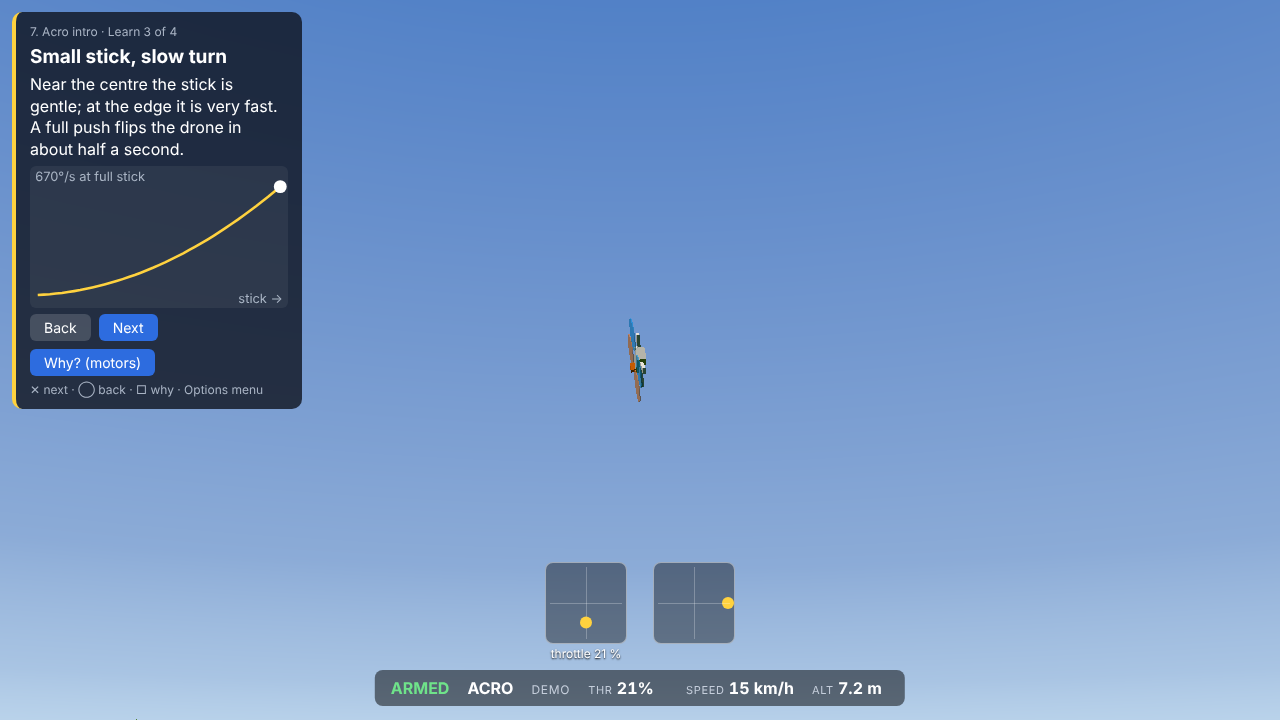 7. Acro intro · Learn 3 of 4
Small stick, slow turn
Near the centre the stick is
gentle; at the edge it is very fast.
A full push flips the drone in
about half a second.
670°/s at full stick
stick →
Back Next
Why? (motors)
✕ next · ◯ back · □ why · Options menu
throttle 21 %
ARMED ACRO DEMO THR 21% SPEED 15 km/h ALT 7.2 m